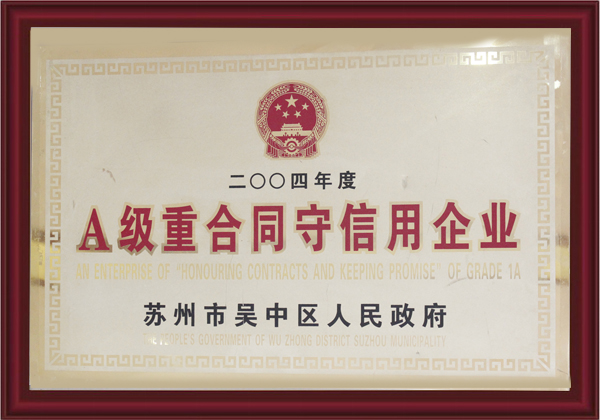 二〇〇四年度
A级重合同守信用企业
AN ENTERPRISE OF "HONOURING CONTRACTS AND KEEPING PROMISE" OF GRADE 1A
苏州市吴中区人民政府
THE PEOPLE'S GOVERNMENT OF WU ZHONG DISTRICT SUZHOU MUNICIPALITY